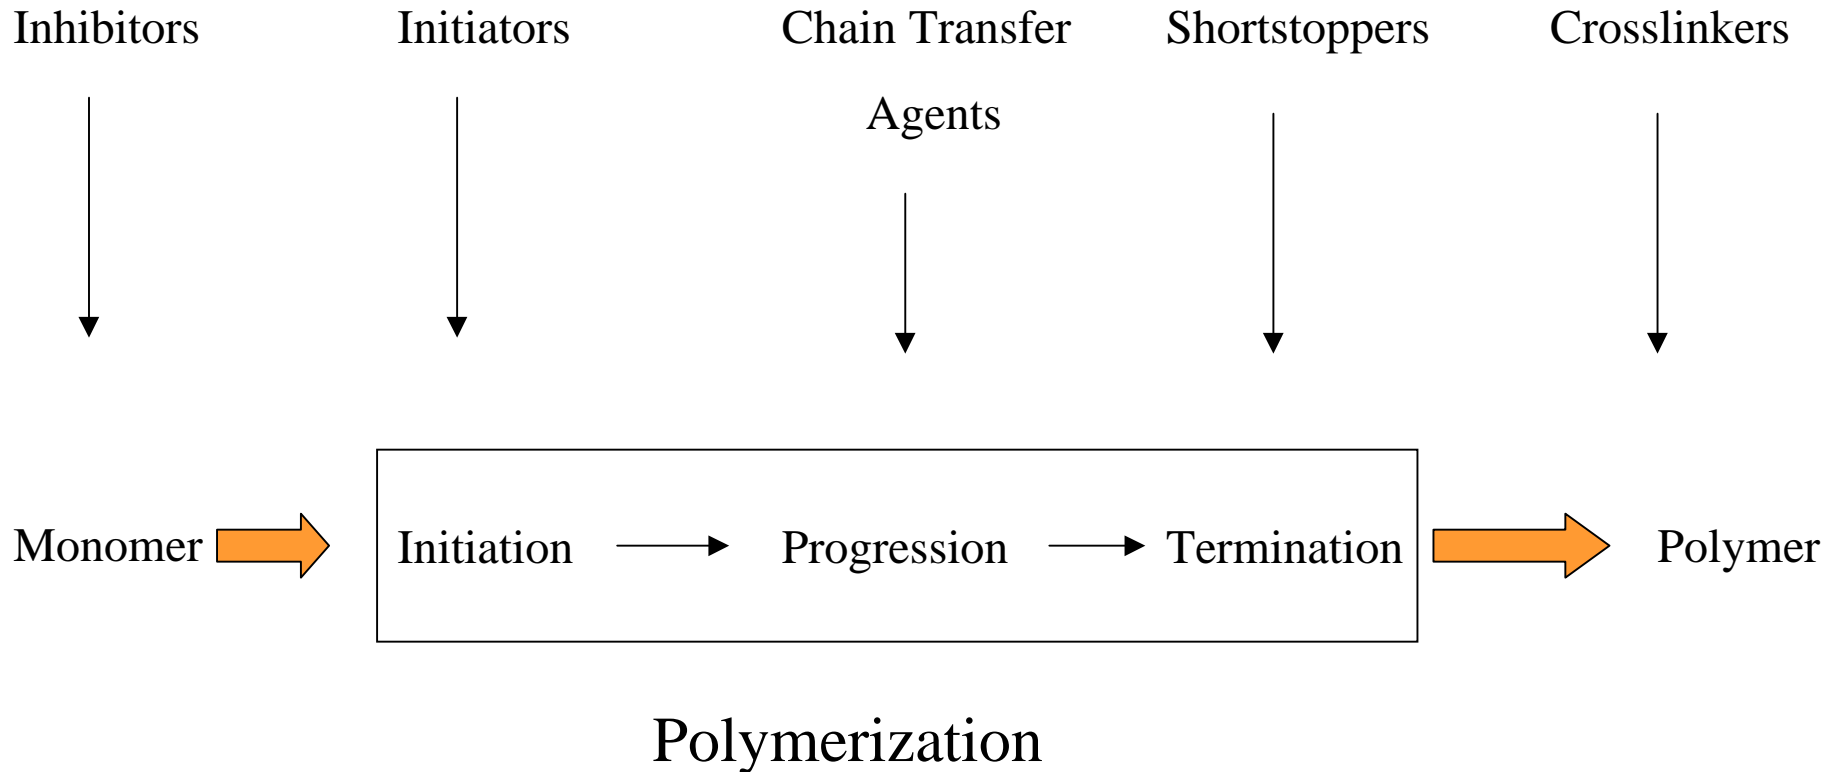 Inhibitors Initiators Chain Transfer Shortstoppers Crosslinkers
Agents
Monomer Initiation Progression Termination Polymer
Polymerization